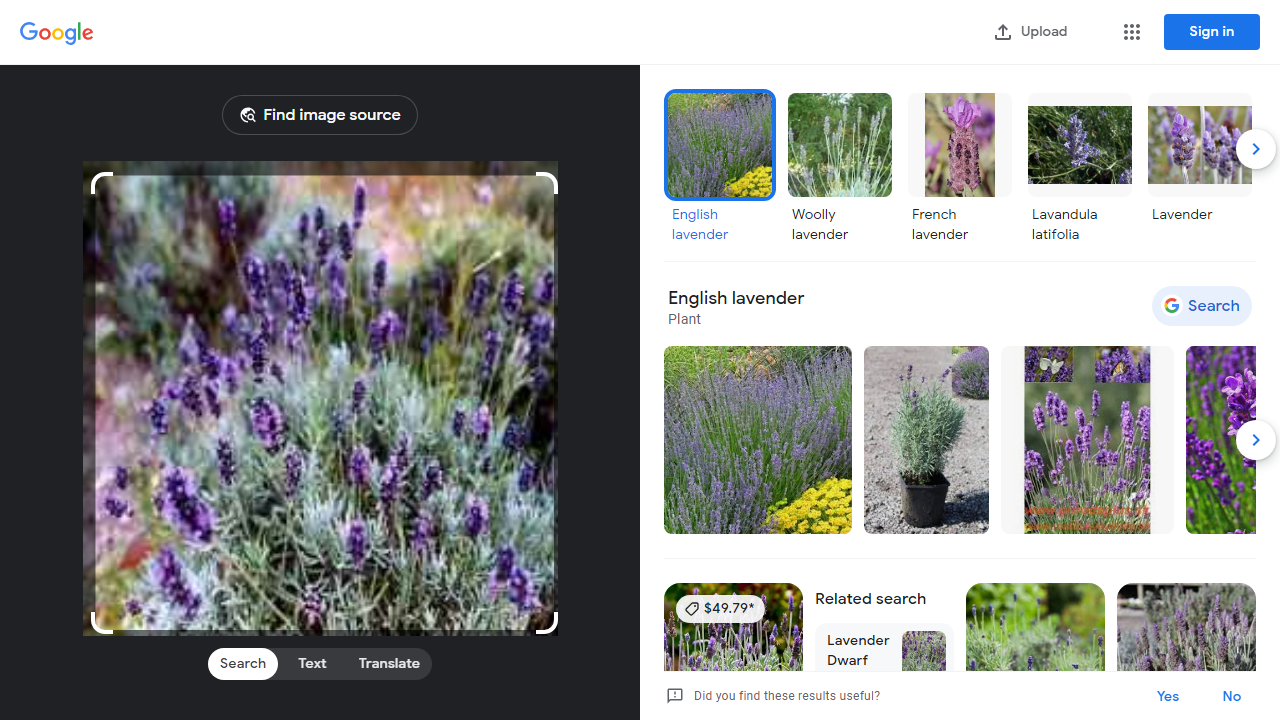 Google
Upload
Sign in
Find image source
English
lavender
Woolly
lavender
French
lavender
Lavandula
latifolia
Lavender
English lavender
Plant
Search
$49.79*
Related search
Lavender
Dwarf
Search
Text
Translate
Did you find these results useful?
Yes
No